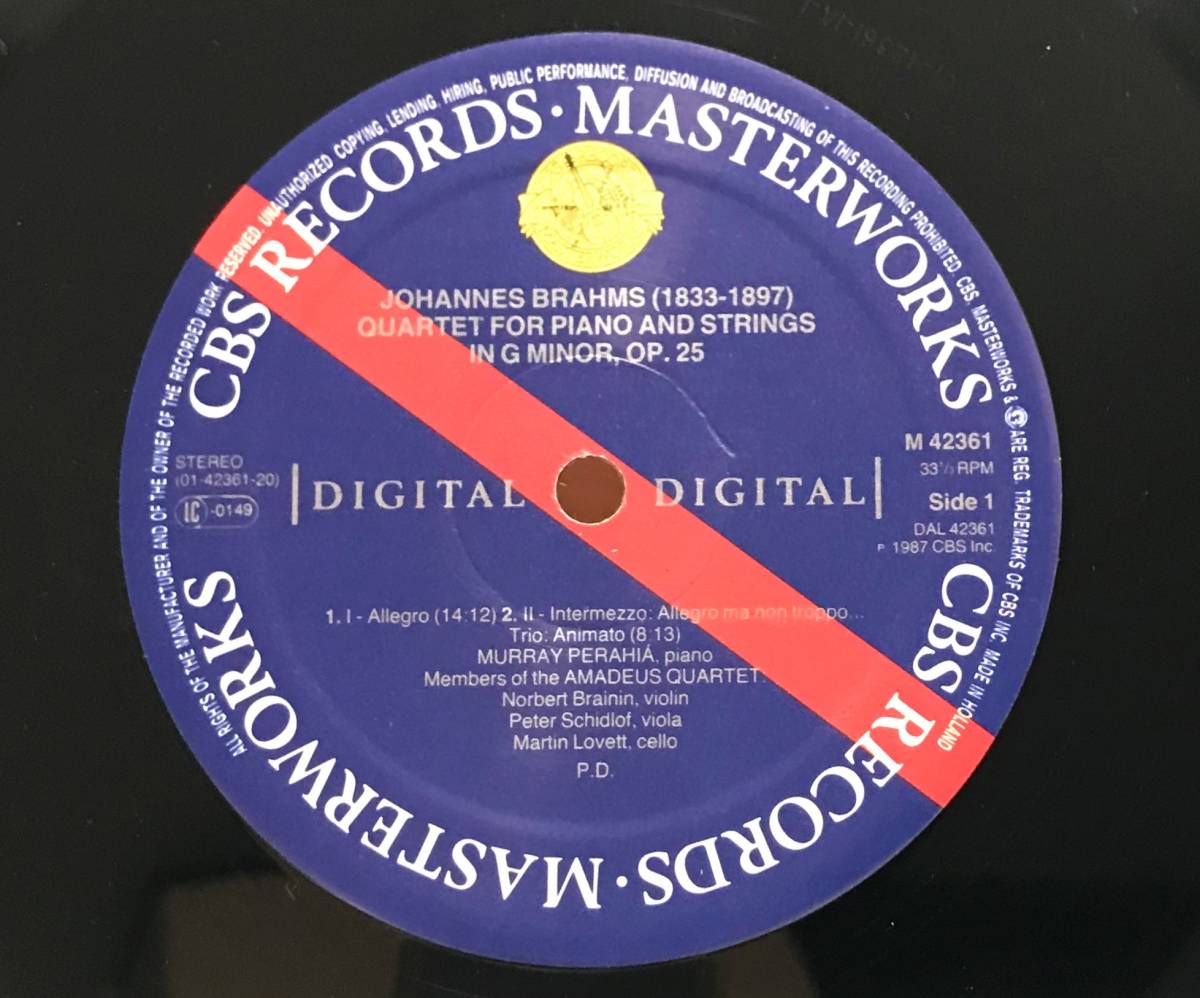 ALL RIGHTS OF THE MANUFACTURER AND OF THE OWNER OF THE RECORDED WORK RESERVED. UNAUTHORIZED COPYING, LENDING, HIRING, PUBLIC PERFORMANCE, DIFFUSION AND BROADCASTING OF THIS RECORDING PROHIBITED. CBS, MASTERWORKS & ARE REG. TRADEMARKS OF CBS INC. MADE IN HOLLAND
CBS RECORDS · MASTERWORKS
JOHANNES BRAHMS (1833-1897)
QUARTET FOR PIANO AND STRINGS
IN G MINOR, OP. 25
STEREO
(01-42361-20)
LC -0149
DIGITAL DIGITAL
M 42361
33⅓ RPM
Side 1
DAL 42361
℗ 1987 CBS Inc.
1. I - Allegro (14:12) 2. II - Intermezzo: Allegro ma non troppo...
Trio: Animato (8:13)
MURRAY PERAHIÁ, piano
Members of the AMADEUS QUARTET:
Norbert Brainin, violin
Peter Schidlof, viola
Martin Lovett, cello
P.D.
CBS RECORDS · MASTERWORKS